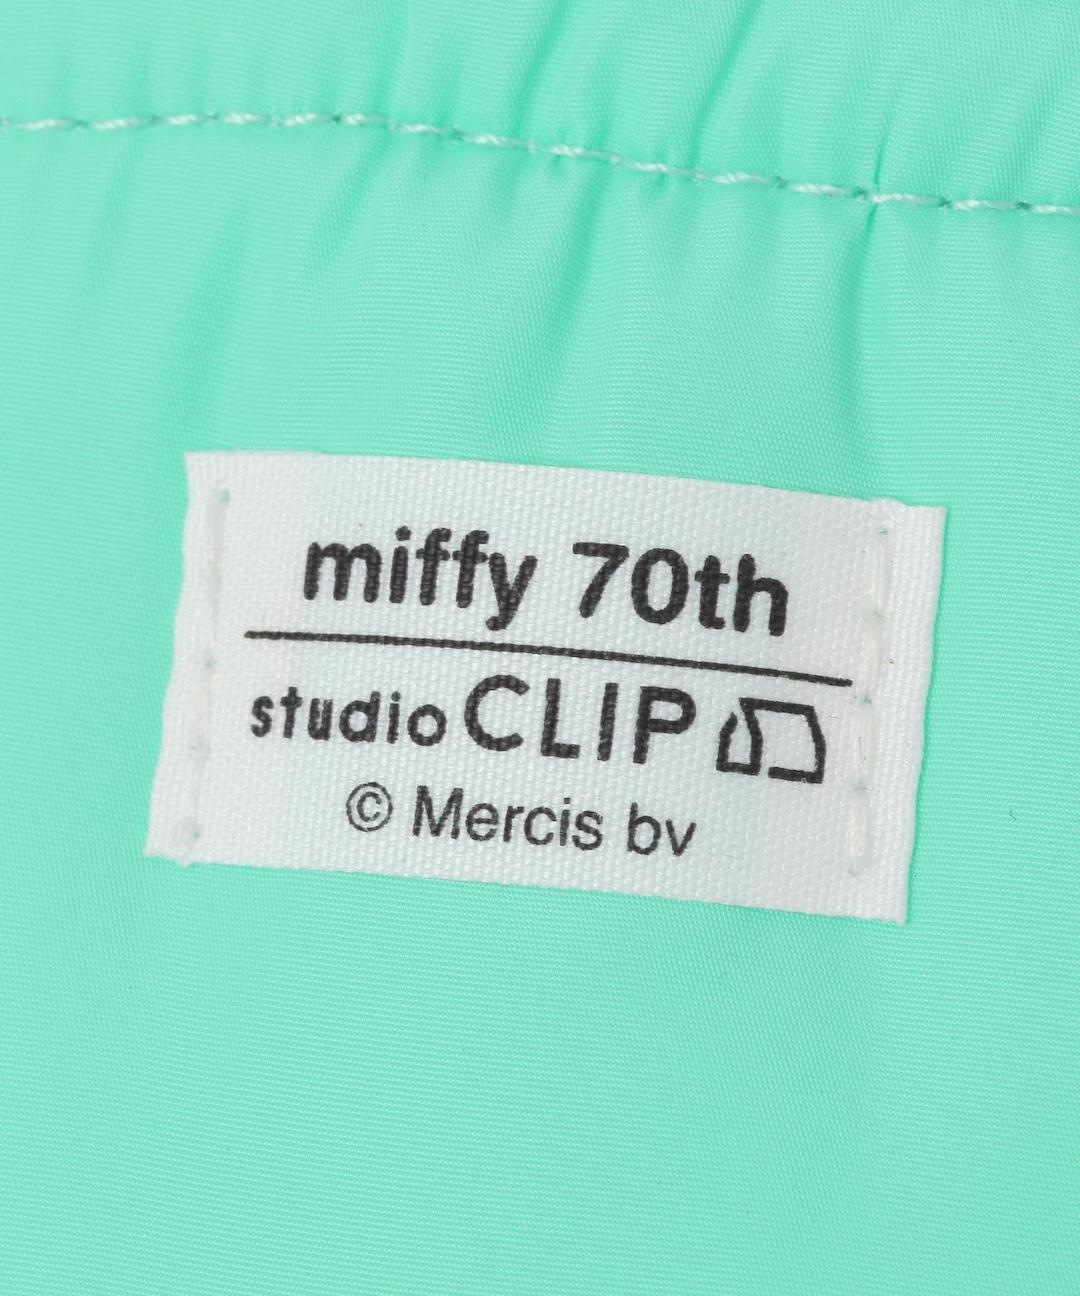 miffy 70th
studio CLIP
© Mercis bv